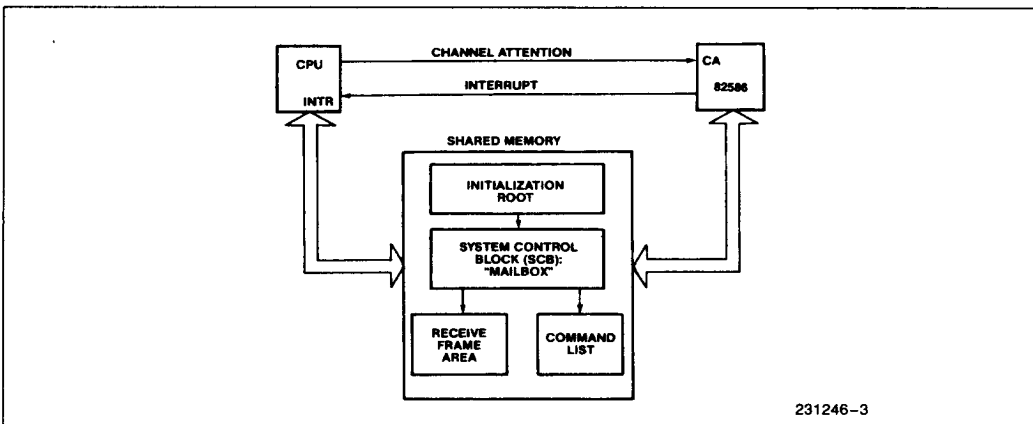 CHANNEL ATTENTION
CPU
CA
INTERRUPT
82586
INTR
SHARED MEMORY
INITIALIZATION
ROOT
SYSTEM CONTROL
BLOCK (SCB):
"MAILBOX"
RECEIVE
FRAME
AREA
COMMAND
LIST
231246-3